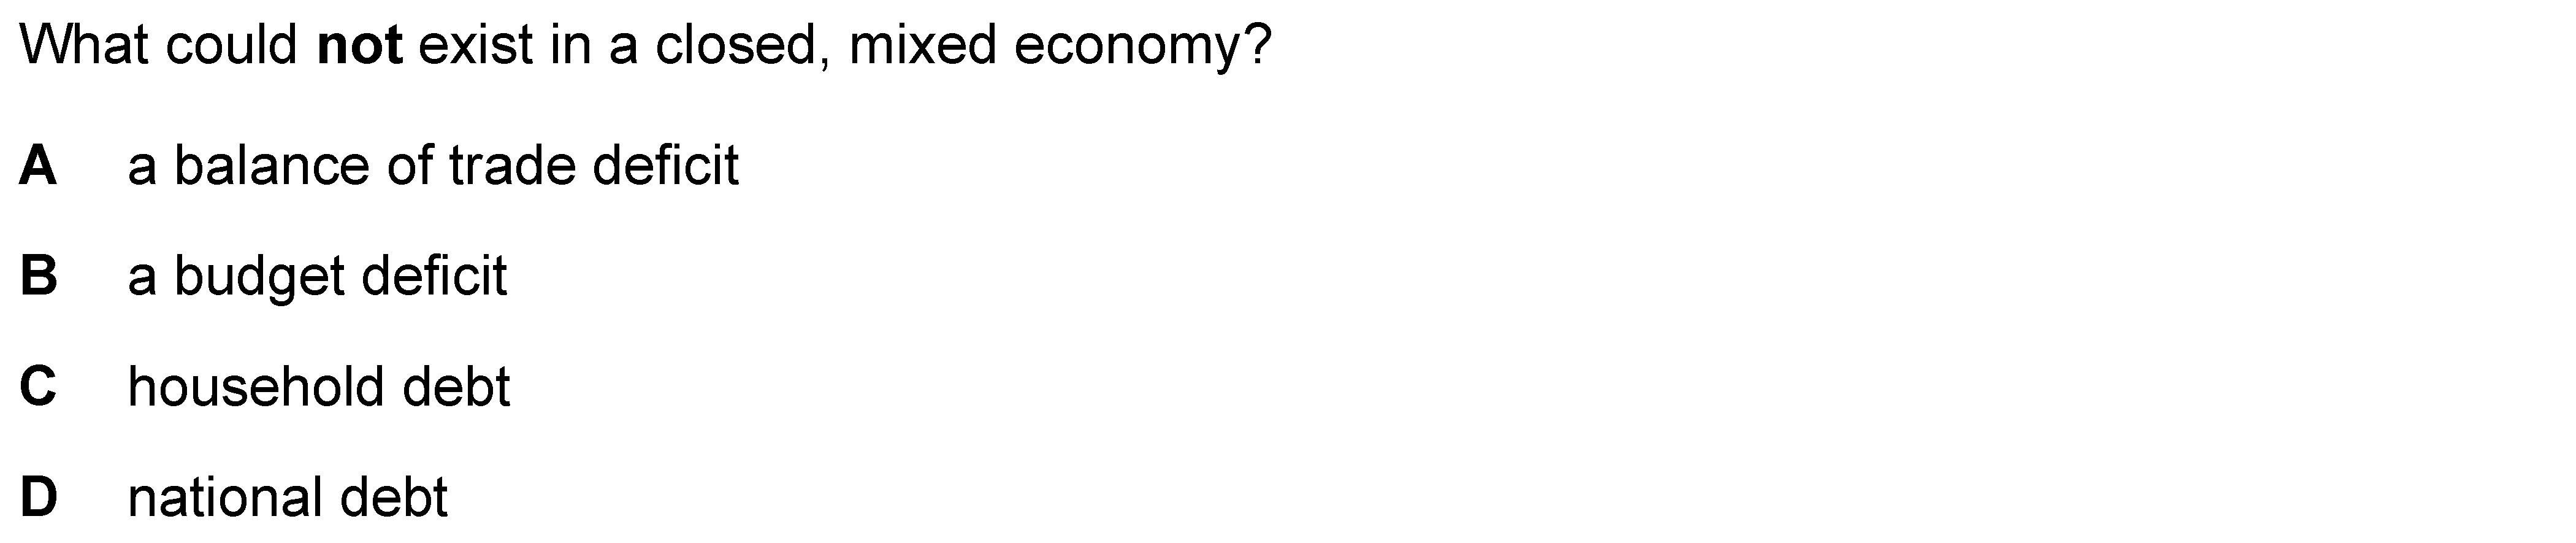 What could not exist in a closed, mixed economy?
A a balance of trade deficit
B a budget deficit
C household debt
D national debt